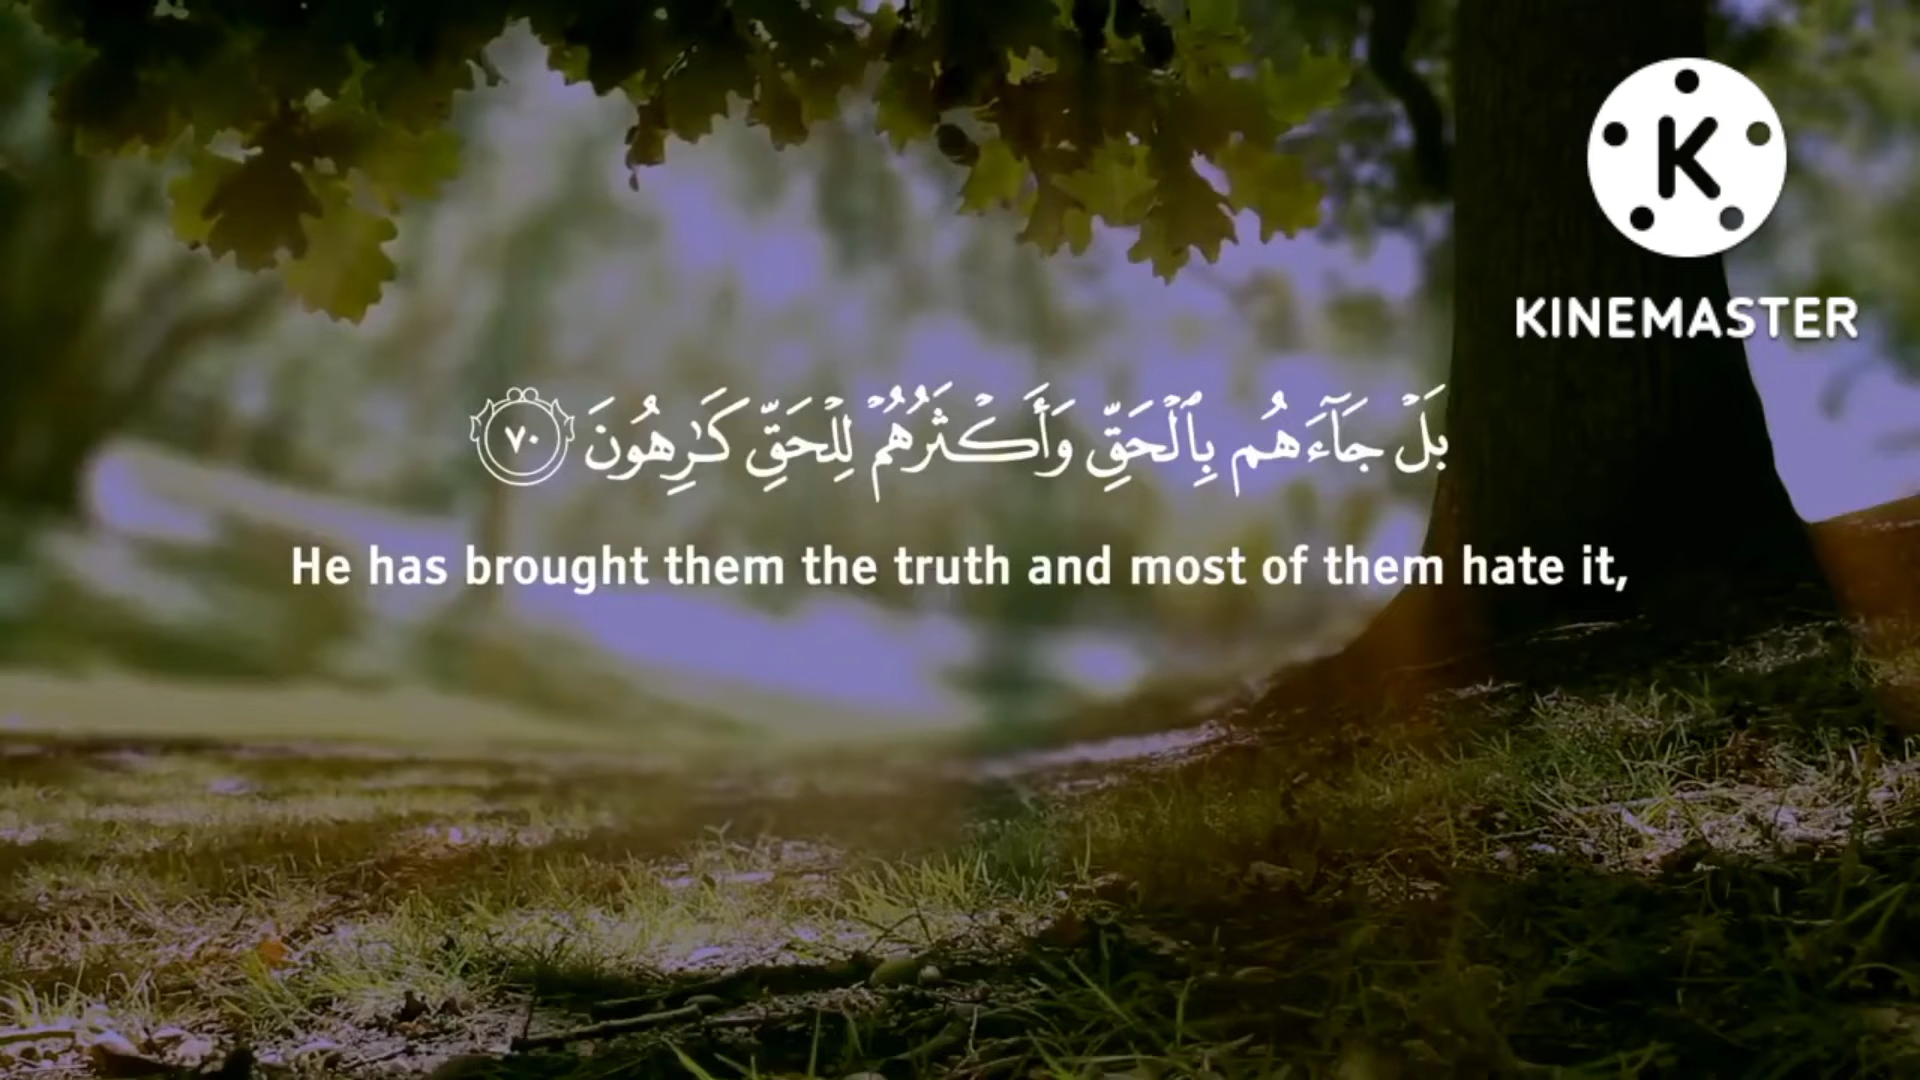 K
KINEMASTER
بَلْ جَآءَهُم بِٱلْحَقِّ وَأَكْثَرُهُمْ لِلْحَقِّ كَـٰرِهُونَ ٧٠
He has brought them the truth and most of them hate it,